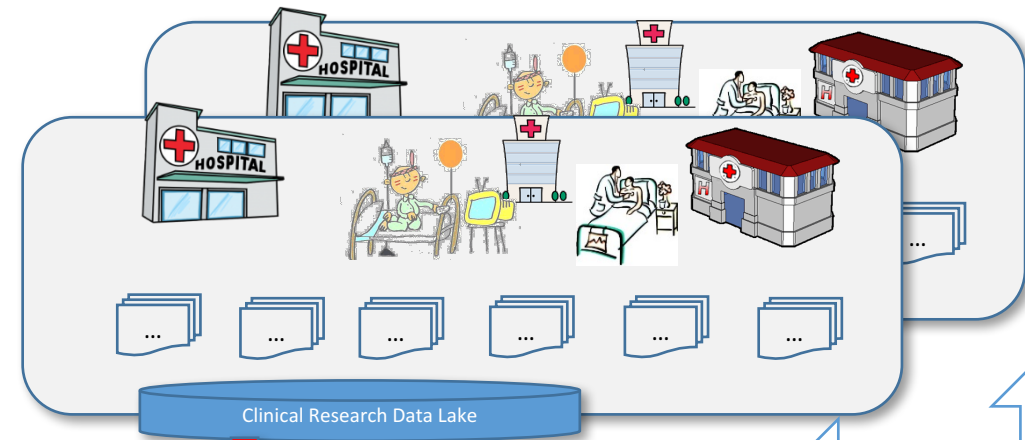 HOSPITAL
HOSPITAL
H
H
...
... ... ... ... ... ...
Clinical Research Data Lake